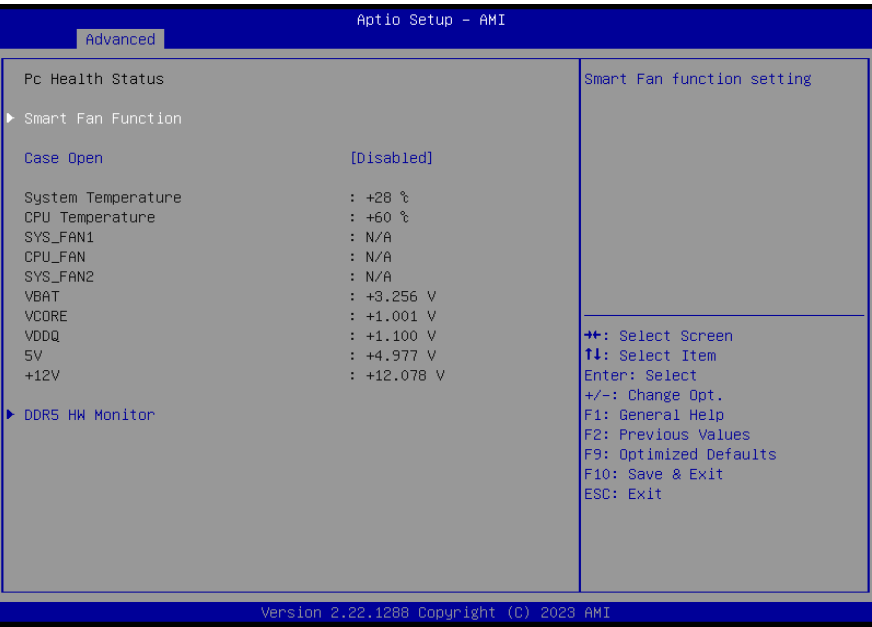 Aptio Setup – AMI
Advanced
Pc Health Status
Smart Fan Function
Case Open [Disabled]
System Temperature : +28 ℃
CPU Temperature : +60 ℃
SYS_FAN1 : N/A
CPU_FAN : N/A
SYS_FAN2 : N/A
VBAT : +3.256 V
VCORE : +1.001 V
VDDQ : +1.100 V
5V : +4.977 V
+12V : +12.078 V
DDR5 HW Monitor
Smart Fan function setting
→←: Select Screen
↑↓: Select Item
Enter: Select
+/-: Change Opt.
F1: General Help
F2: Previous Values
F9: Optimized Defaults
F10: Save & Exit
ESC: Exit
Version 2.22.1288 Copyright (C) 2023 AMI